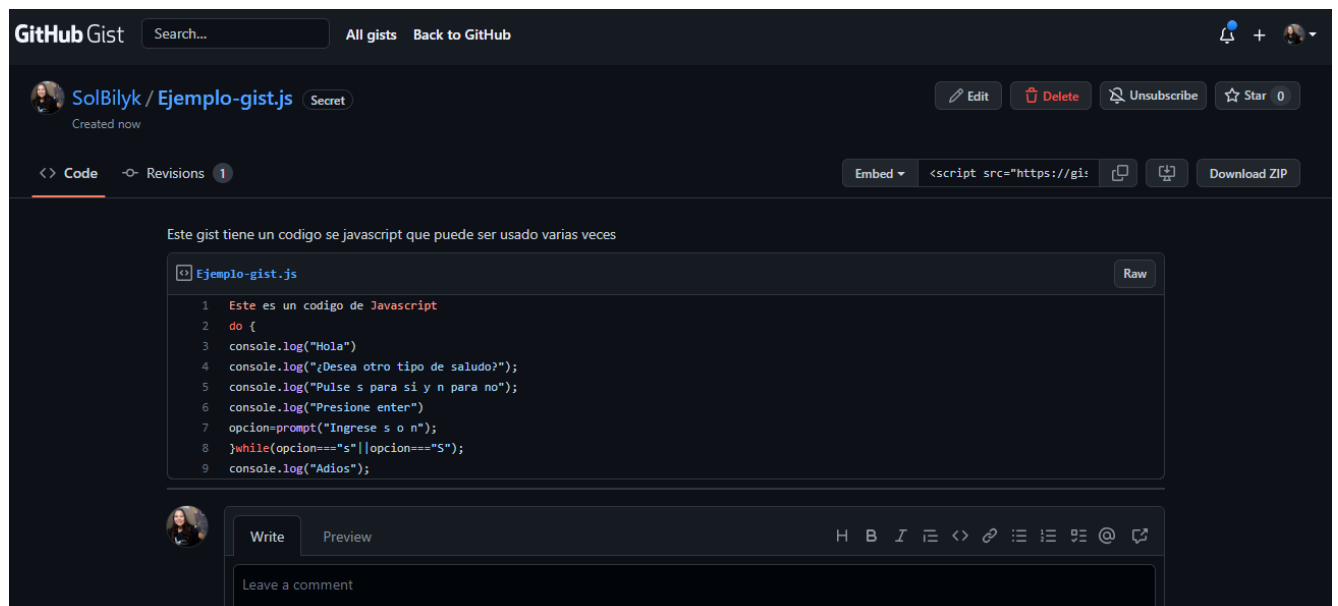 GitHub Gist Search... All gists Back to GitHub
SolBilyk / Ejemplo-gist.js Secret
Edit Delete Unsubscribe Star 0
Created now
Code Revisions 1
Embed <script src="https://gis Download ZIP
Este gist tiene un codigo se javascript que puede ser usado varias veces
Ejemplo-gist.js Raw
1 Este es un codigo de Javascript
2 do {
3 console.log("Hola")
4 console.log("¿Desea otro tipo de saludo?");
5 console.log("Pulse s para si y n para no");
6 console.log("Presione enter")
7 opcion=prompt("Ingrese s o n");
8 }while(opcion==="s"||opcion==="S");
9 console.log("Adios");
Write Preview
Leave a comment